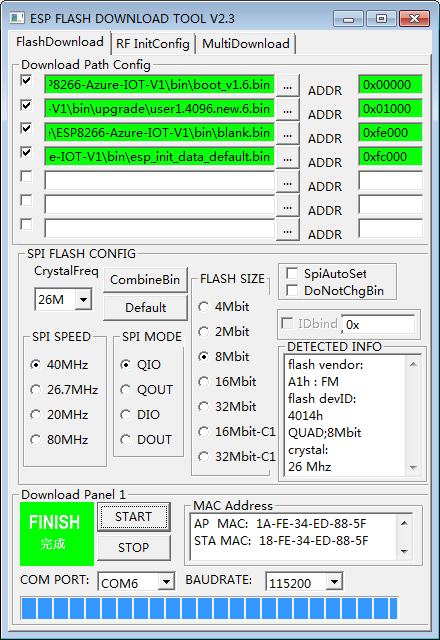 ESP FLASH DOWNLOAD TOOL V2.3
FlashDownload RF InitConfig MultiDownload
Download Path Config
P8266-Azure-IOT-V1\bin\boot_v1.6.bin ... ADDR 0x00000
-V1\bin\upgrade\user1.4096.new.6.bin ... ADDR 0x01000
\ESP8266-Azure-IOT-V1\bin\blank.bin ... ADDR 0xfe000
e-IOT-V1\bin\esp_init_data_default.bin ... ADDR 0xfc000
... ADDR
... ADDR
... ADDR
SPI FLASH CONFIG
CrystalFreq
26M
CombineBin
Default
SPI SPEED
40MHz
26.7MHz
20MHz
80MHz
SPI MODE
QIO
QOUT
DIO
DOUT
FLASH SIZE
4Mbit
2Mbit
8Mbit
16Mbit
32Mbit
16Mbit-C1
32Mbit-C1
SpiAutoSet
DoNotChgBin
IDbind 0x
DETECTED INFO
flash vendor:
A1h : FM
flash devID:
4014h
QUAD;8Mbit
crystal:
26 Mhz
Download Panel 1
FINISH
完成
START
STOP
MAC Address
AP MAC: 1A-FE-34-ED-88-5F
STA MAC: 18-FE-34-ED-88-5F
COM PORT: COM6 BAUDRATE: 115200